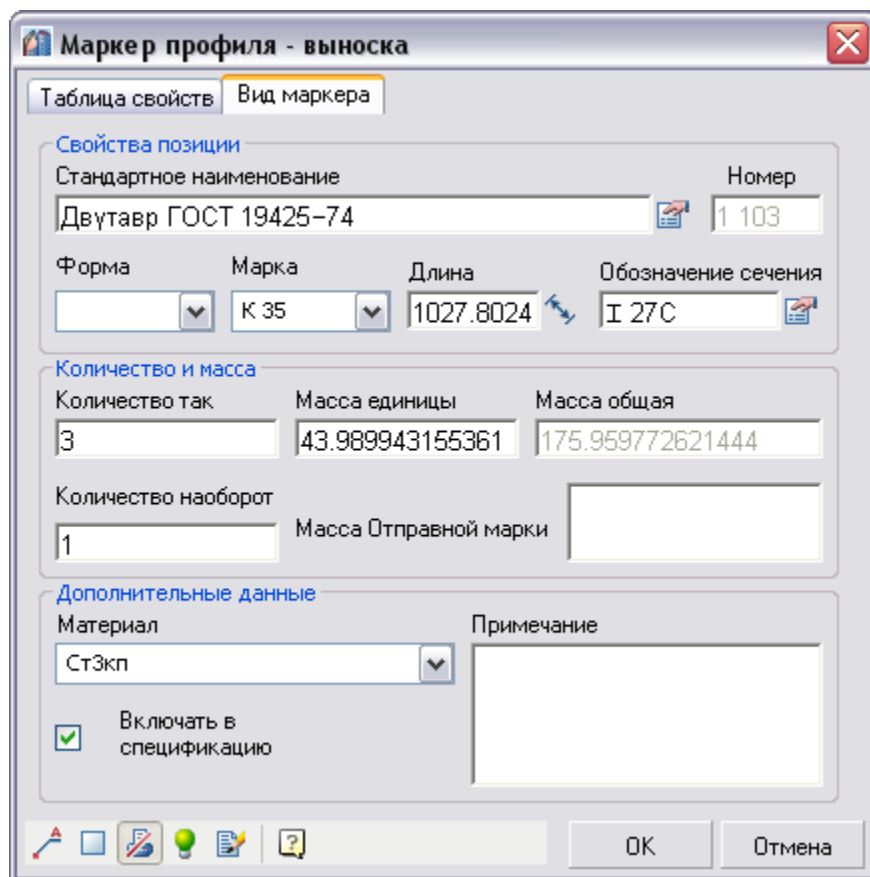 Маркер профиля - выноска
Таблица свойств Вид маркера
Свойства позиции
Стандартное наименование Номер
Двутавр ГОСТ 19425-74 1 103
Форма Марка Длина Обозначение сечения
К 35 1027.8024 I 27С
Количество и масса
Количество так Масса единицы Масса общая
3 43.989943155361 175.959772621444
Количество наоборот
Масса Отправной марки
1
Дополнительные данные
Материал Примечание
Ст3кп
Включать в
спецификацию
A ? OK Отмена